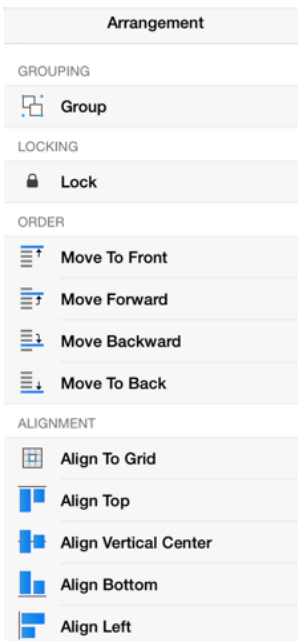 Arrangement
GROUPING
Group
LOCKING
Lock
ORDER
Move To Front
Move Forward
Move Backward
Move To Back
ALIGNMENT
Align To Grid
Align Top
Align Vertical Center
Align Bottom
Align Left